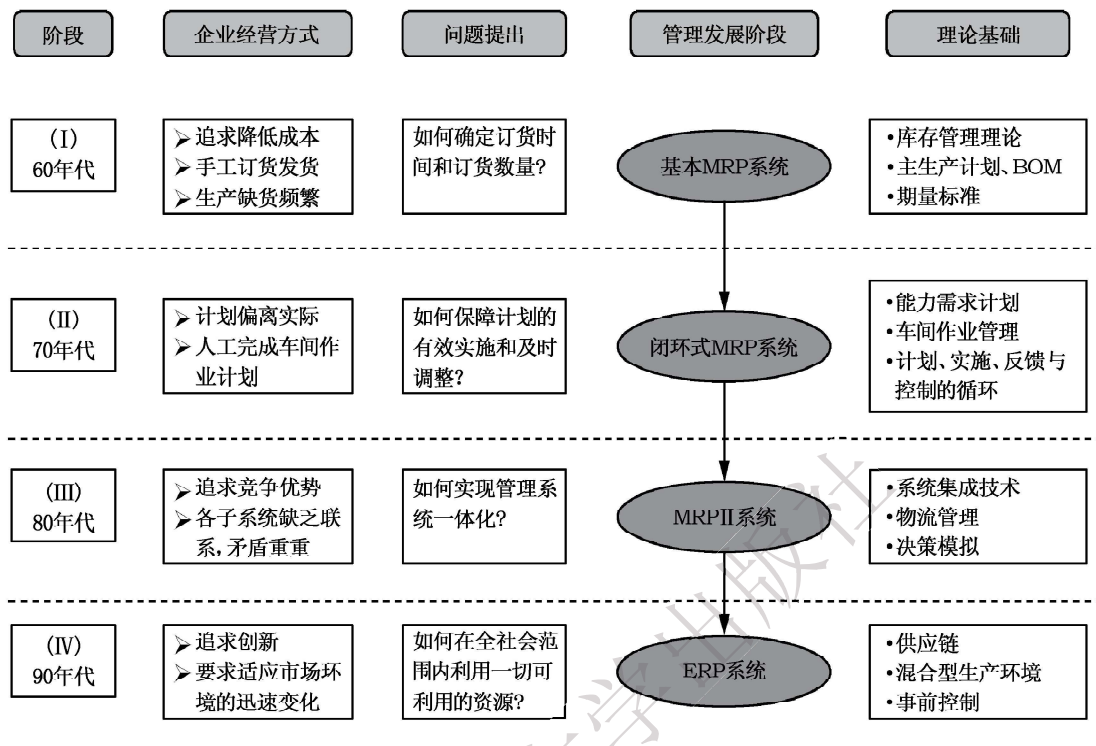 阶段
企业经营方式
问题提出
管理发展阶段
理论基础
(I)
60年代
➢追求降低成本
➢手工订货发货
➢生产缺货频繁
如何确定订货时
间和订货数量?
基本MRP系统
•库存管理理论
•主生产计划、BOM
•期量标准
(II)
70年代
➢计划偏离实际
➢人工完成车间作
业计划
如何保障计划的
有效实施和及时
调整?
闭环式MRP系统
•能力需求计划
•车间作业管理
•计划、实施、反馈与
控制的循环
(III)
80年代
➢追求竞争优势
➢各子系统缺乏联
系,矛盾重重
如何实现管理系
统一体化?
MRPII系统
•系统集成技术
•物流管理
•决策模拟
(IV)
90年代
➢追求创新
➢要求适应市场环
境的迅速变化
如何在全社会范
围内利用一切可
利用的资源?
ERP系统
•供应链
•混合型生产环境
•事前控制
学出版社